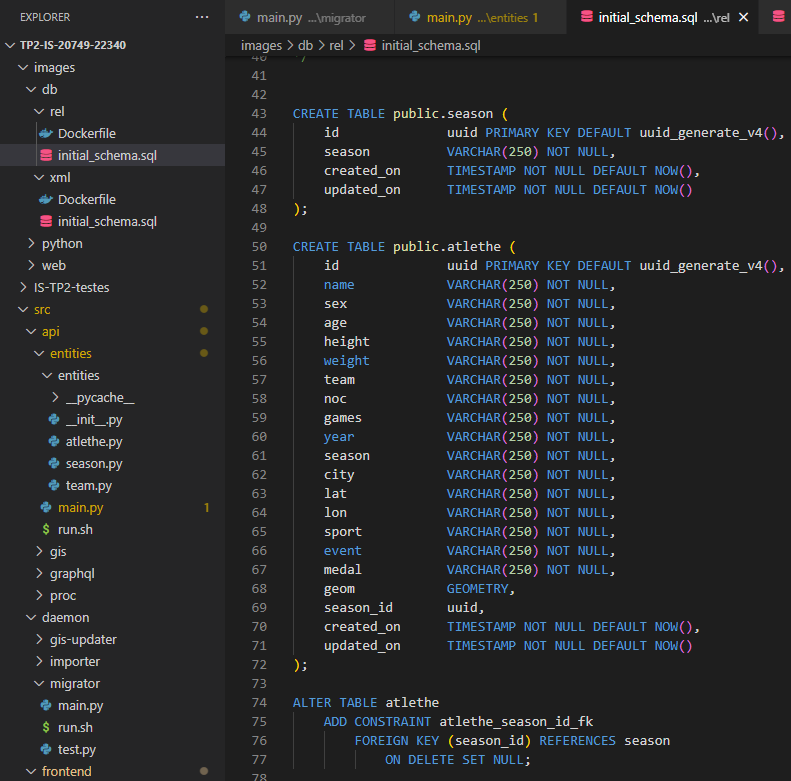 EXPLORER
...
TP2-IS-20749-22340
images
db
rel
Dockerfile
initial_schema.sql
xml
Dockerfile
initial_schema.sql
python
web
IS-TP2-testes
src
api
entities
entities
__pycache__
__init__.py
atlethe.py
season.py
team.py
main.py 1
$ run.sh
gis
graphql
proc
daemon
gis-updater
importer
migrator
main.py
$ run.sh
test.py
frontend
main.py ...\migrator
main.py ...\entities 1
initial_schema.sql ...\rel
images > db > rel > initial_schema.sql
40 */
41
42
43 CREATE TABLE public.season (
44 id uuid PRIMARY KEY DEFAULT uuid_generate_v4(),
45 season VARCHAR(250) NOT NULL,
46 created_on TIMESTAMP NOT NULL DEFAULT NOW(),
47 updated_on TIMESTAMP NOT NULL DEFAULT NOW()
48 );
49
50 CREATE TABLE public.atlethe (
51 id uuid PRIMARY KEY DEFAULT uuid_generate_v4(),
52 name VARCHAR(250) NOT NULL,
53 sex VARCHAR(250) NOT NULL,
54 age VARCHAR(250) NOT NULL,
55 height VARCHAR(250) NOT NULL,
56 weight VARCHAR(250) NOT NULL,
57 team VARCHAR(250) NOT NULL,
58 noc VARCHAR(250) NOT NULL,
59 games VARCHAR(250) NOT NULL,
60 year VARCHAR(250) NOT NULL,
61 season VARCHAR(250) NOT NULL,
62 city VARCHAR(250) NOT NULL,
63 lat VARCHAR(250) NOT NULL,
64 lon VARCHAR(250) NOT NULL,
65 sport VARCHAR(250) NOT NULL,
66 event VARCHAR(250) NOT NULL,
67 medal VARCHAR(250) NOT NULL,
68 geom GEOMETRY,
69 season_id uuid,
70 created_on TIMESTAMP NOT NULL DEFAULT NOW(),
71 updated_on TIMESTAMP NOT NULL DEFAULT NOW()
72 );
73
74 ALTER TABLE atlethe
75 ADD CONSTRAINT atlethe_season_id_fk
76 FOREIGN KEY (season_id) REFERENCES season
77 ON DELETE SET NULL;
78